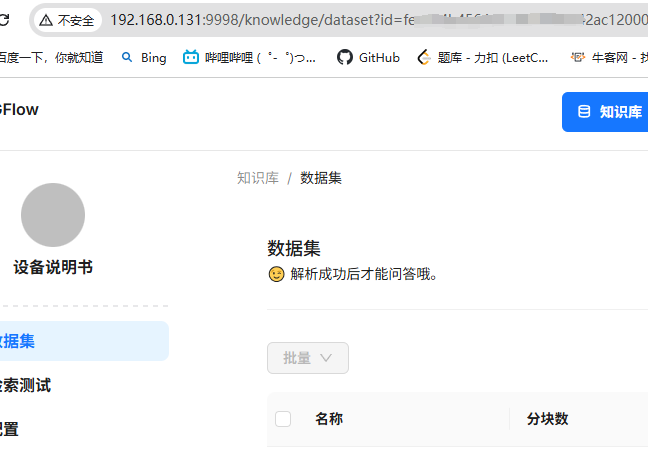 不安全 192.168.0.131:9998/knowledge/dataset?id=fe 42ac12000
百度一下，你就知道 Bing 哔哩哔哩 ( ゜- ゜)つ... GitHub 题库 - 力扣 (LeetC... 牛客网 - 找
GFlow
知识库
知识库 / 数据集
设备说明书
数据集
😉 解析成功后才能问答哦。
数据集
检索测试
配置
批量
名称 分块数